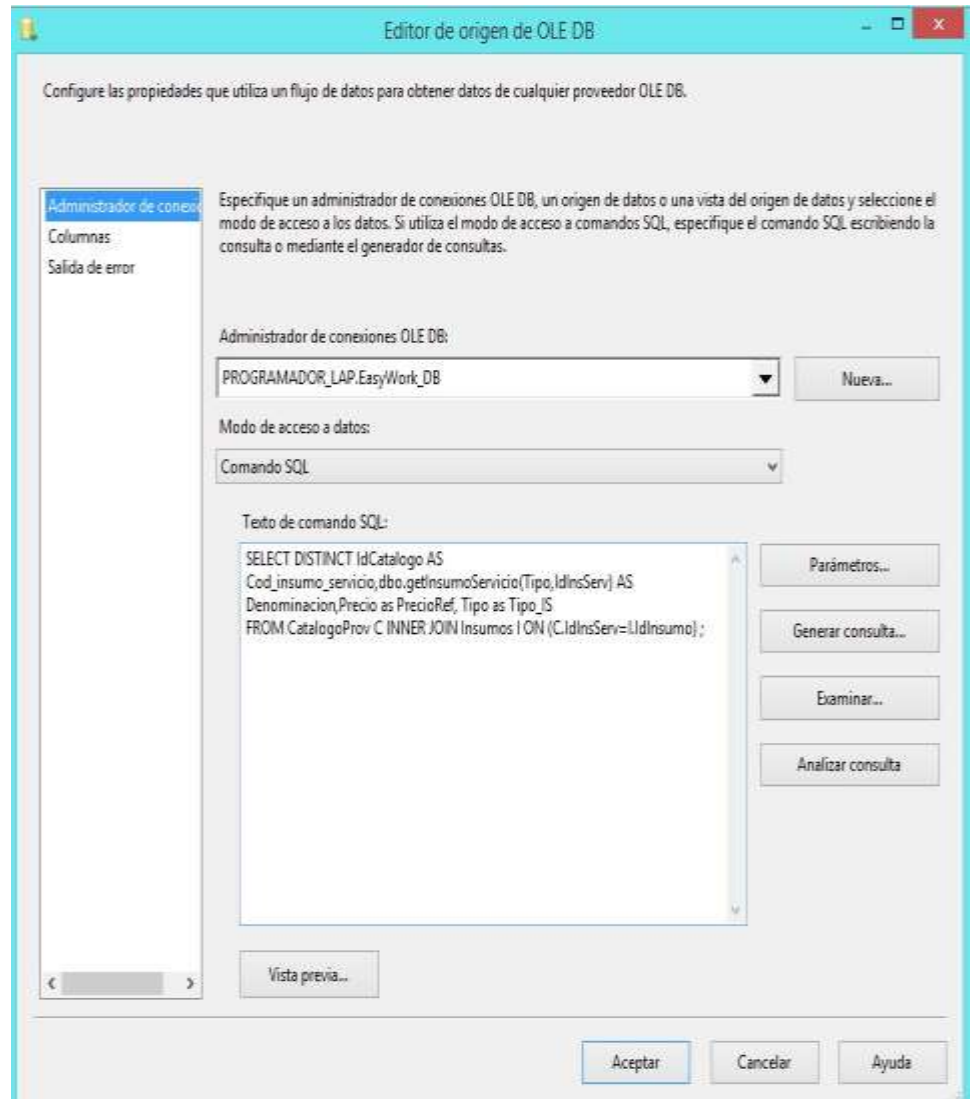 Editor de origen de OLE DB
Configure las propiedades que utiliza un flujo de datos para obtener datos de cualquier proveedor OLE DB.
Administrador de conexi
Columnas
Salida de error
Especifique un administrador de conexiones OLE DB, un origen de datos o una vista del origen de datos y seleccione el
modo de acceso a los datos. Si utiliza el modo de acceso a comandos SQL, especifique el comando SQL escribiendo la
consulta o mediante el generador de consultas.
Administrador de conexiones OLE DB:
PROGRAMADOR_LAP.EasyWork_DB
Nueva...
Modo de acceso a datos:
Comando SQL
Texto de comando SQL:
SELECT DISTINCT IdCatalogo AS
Cod_insumo_servicio,dbo.getInsumoServicio(Tipo,IdInsServ) AS
Denominacion,Precio as PrecioRef, Tipo as Tipo_IS
FROM CatalogoProv C INNER JOIN Insumos I ON (C.IdInsServ=I.IdInsumo) ;
Parámetros...
Generar consulta...
Examinar...
Analizar consulta
Vista previa...
Aceptar
Cancelar
Ayuda